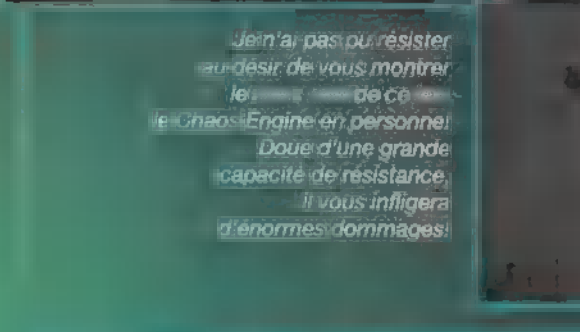 Je n'ai pas pu résister
au désir de vous montrer
le de ce
le Chaos Engine en personne!
Doué d'une grande
capacité de résistance,
il vous infligera
d'énormes dommages!